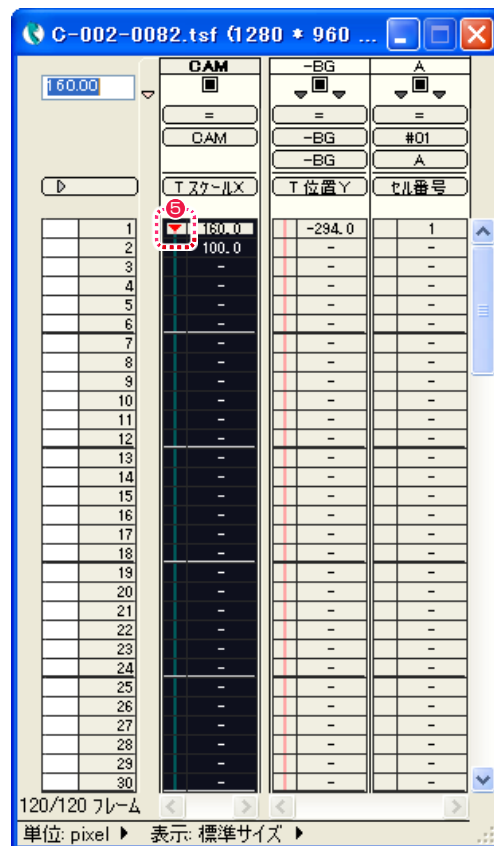 C-002-0082.tsf (1280 * 960 ...
CAM -BG A
160.00
= = =
CAM -BG #01
-BG A
TスケールX T位置Y セル番号
❺
1 160.0 -294.0 1
2 100.0 - -
3 - - -
4 - - -
5 - - -
6 - - -
7 - - -
8 - - -
9 - - -
10 - - -
11 - - -
12 - - -
13 - - -
14 - - -
15 - - -
16 - - -
17 - - -
18 - - -
19 - - -
20 - - -
21 - - -
22 - - -
23 - - -
24 - - -
25 - - -
26 - - -
27 - - -
28 - - -
29 - - -
30 - - -
120/120 フレーム
単位: pixel 表示: 標準サイズ